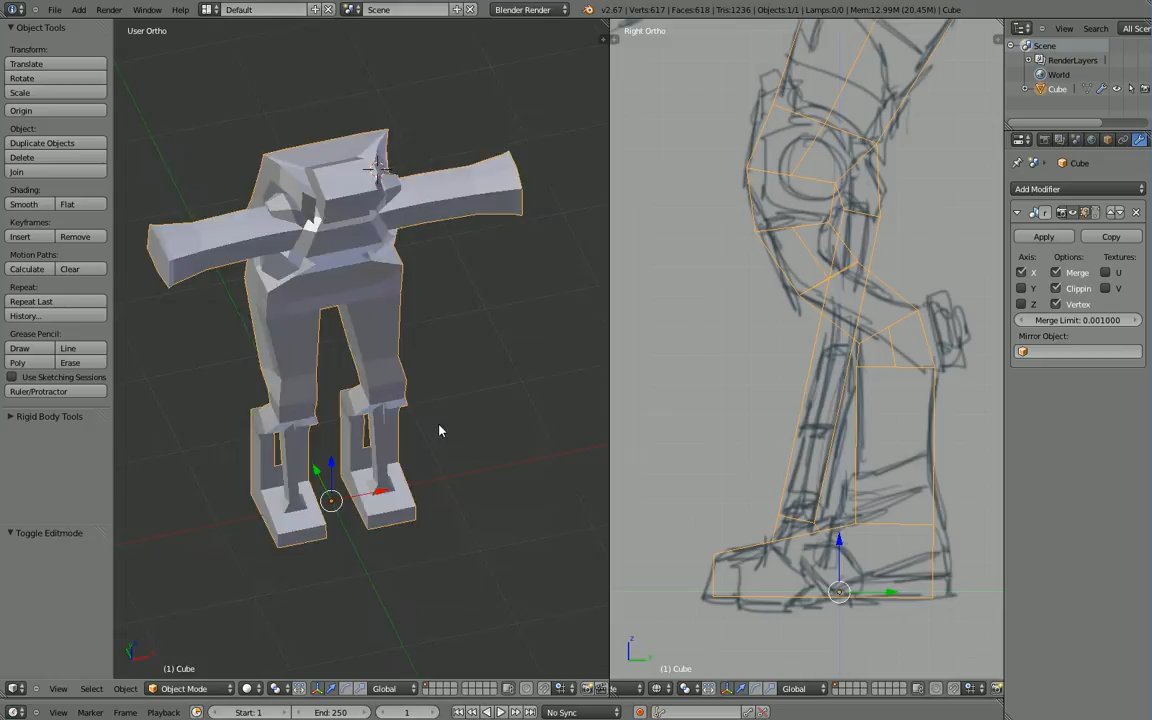 File Add Render Window Help Default Scene Blender Render v2.67 | Verts:617 | Faces:618 | Tris:1236 | Objects:1/1 | Lamps:0/0 | Mem:12.99M (20.45M) | Cube
Object Tools
Transform:
Translate
Rotate
Scale
Origin
Object:
Duplicate Objects
Delete
Join
Shading:
Smooth Flat
Keyframes:
Insert Remove
Motion Paths:
Calculate Clear
Repeat:
Repeat Last
History...
Grease Pencil:
Draw Line
Poly Erase
Use Sketching Sessions
Ruler/Protractor
Rigid Body Tools
Toggle Editmode
User Ortho
(1) Cube
View Select Object Object Mode Global
Right Ortho
z
(1) Cube
Global
View Search All Scen
Scene
RenderLayers
World
Cube
Cube
Add Modifier
Apply Copy
Axis: Options: Textures:
X Merge U
Y Clippin V
Z Vertex
Merge Limit: 0.001000
Mirror Object:
View Marker Frame Playback Start: 1 End: 250 1 No Sync